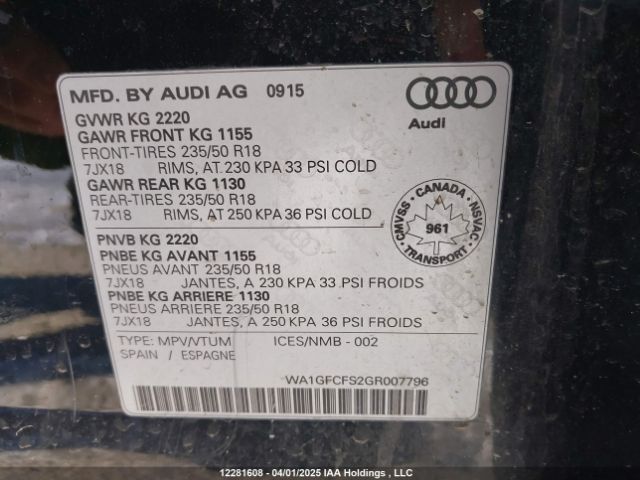 MFD. BY AUDI AG 0915
Audi
GVWR KG 2220
GAWR FRONT KG 1155
FRONT-TIRES 235/50 R18
7JX18 RIMS, AT 230 KPA 33 PSI COLD
GAWR REAR KG 1130
REAR-TIRES 235/50 R18
7JX18 RIMS, AT 250 KPA 36 PSI COLD
CMVSS - CANADA - NSVAC - TRANSPORT -
961
PNVB KG 2220
PNBE KG AVANT 1155
PNEUS AVANT 235/50 R18
7JX18 JANTES, A 230 KPA 33 PSI FROIDS
PNBE KG ARRIERE 1130
PNEUS ARRIERE 235/50 R18
7JX18 JANTES, A 250 KPA 36 PSI FROIDS
TYPE: MPV/VTUM ICES/NMB - 002
SPAIN / ESPAGNE
WA1GFCFS2GR007796
12281608 - 04/01/2025 IAA Holdings , LLC